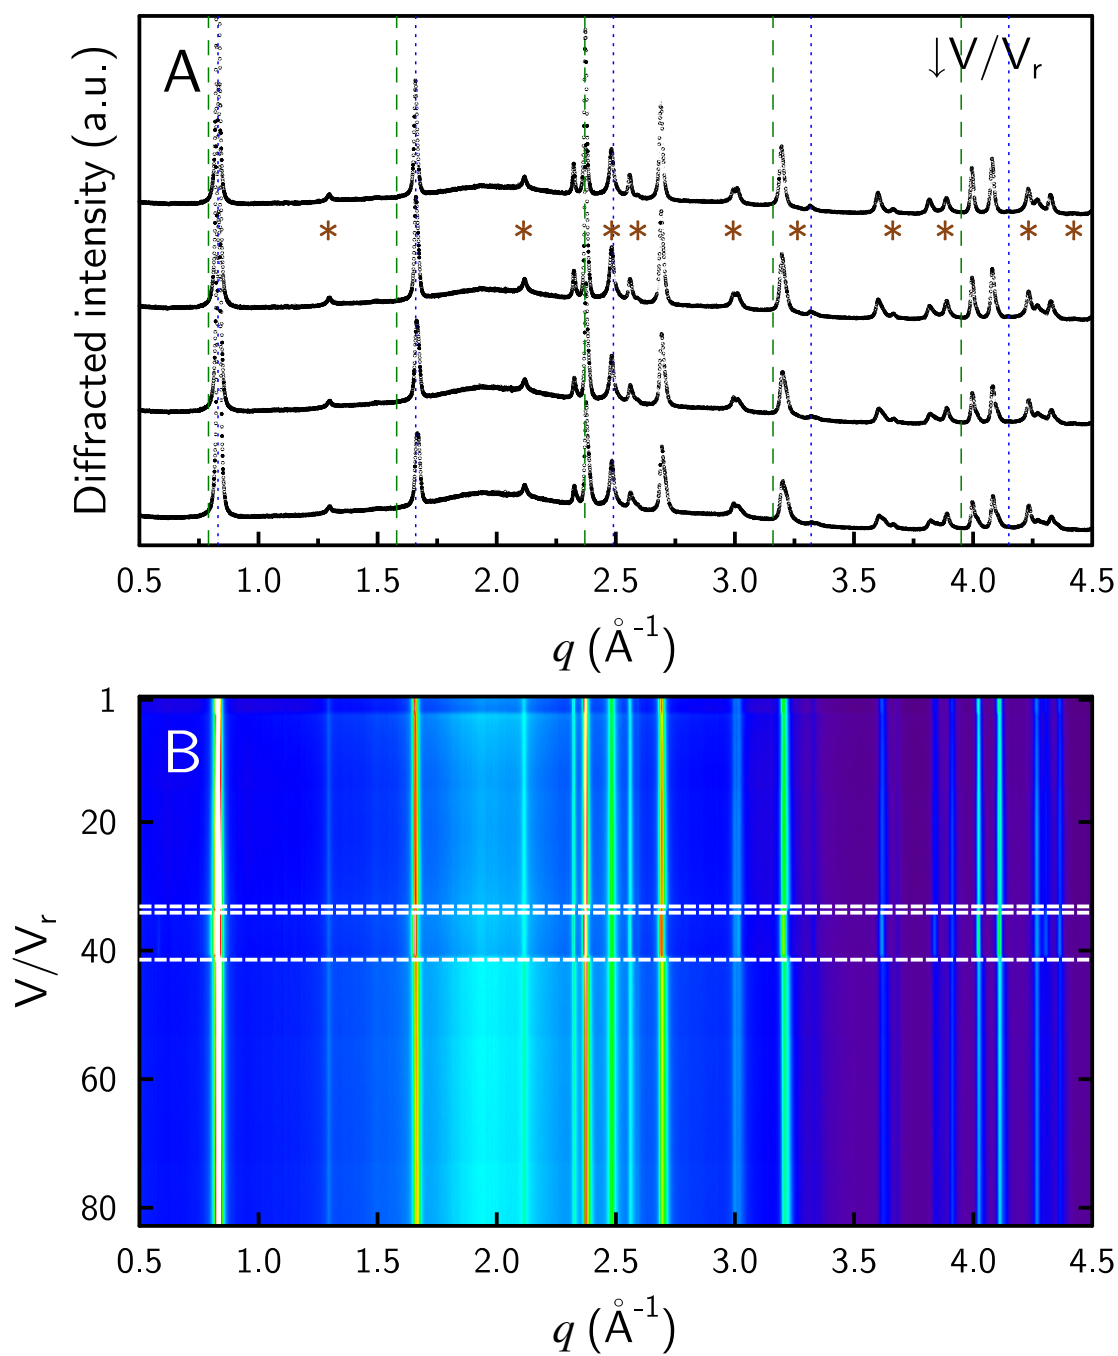 A
↓V/Vr
Diffracted intensity (a.u.)
* * * * * * * * * *
0.5 1.0 1.5 2.0 2.5 3.0 3.5 4.0 4.5
q (Å-1)
B
V/Vr
1
20
40
60
80
0.5 1.0 1.5 2.0 2.5 3.0 3.5 4.0 4.5
q (Å-1)